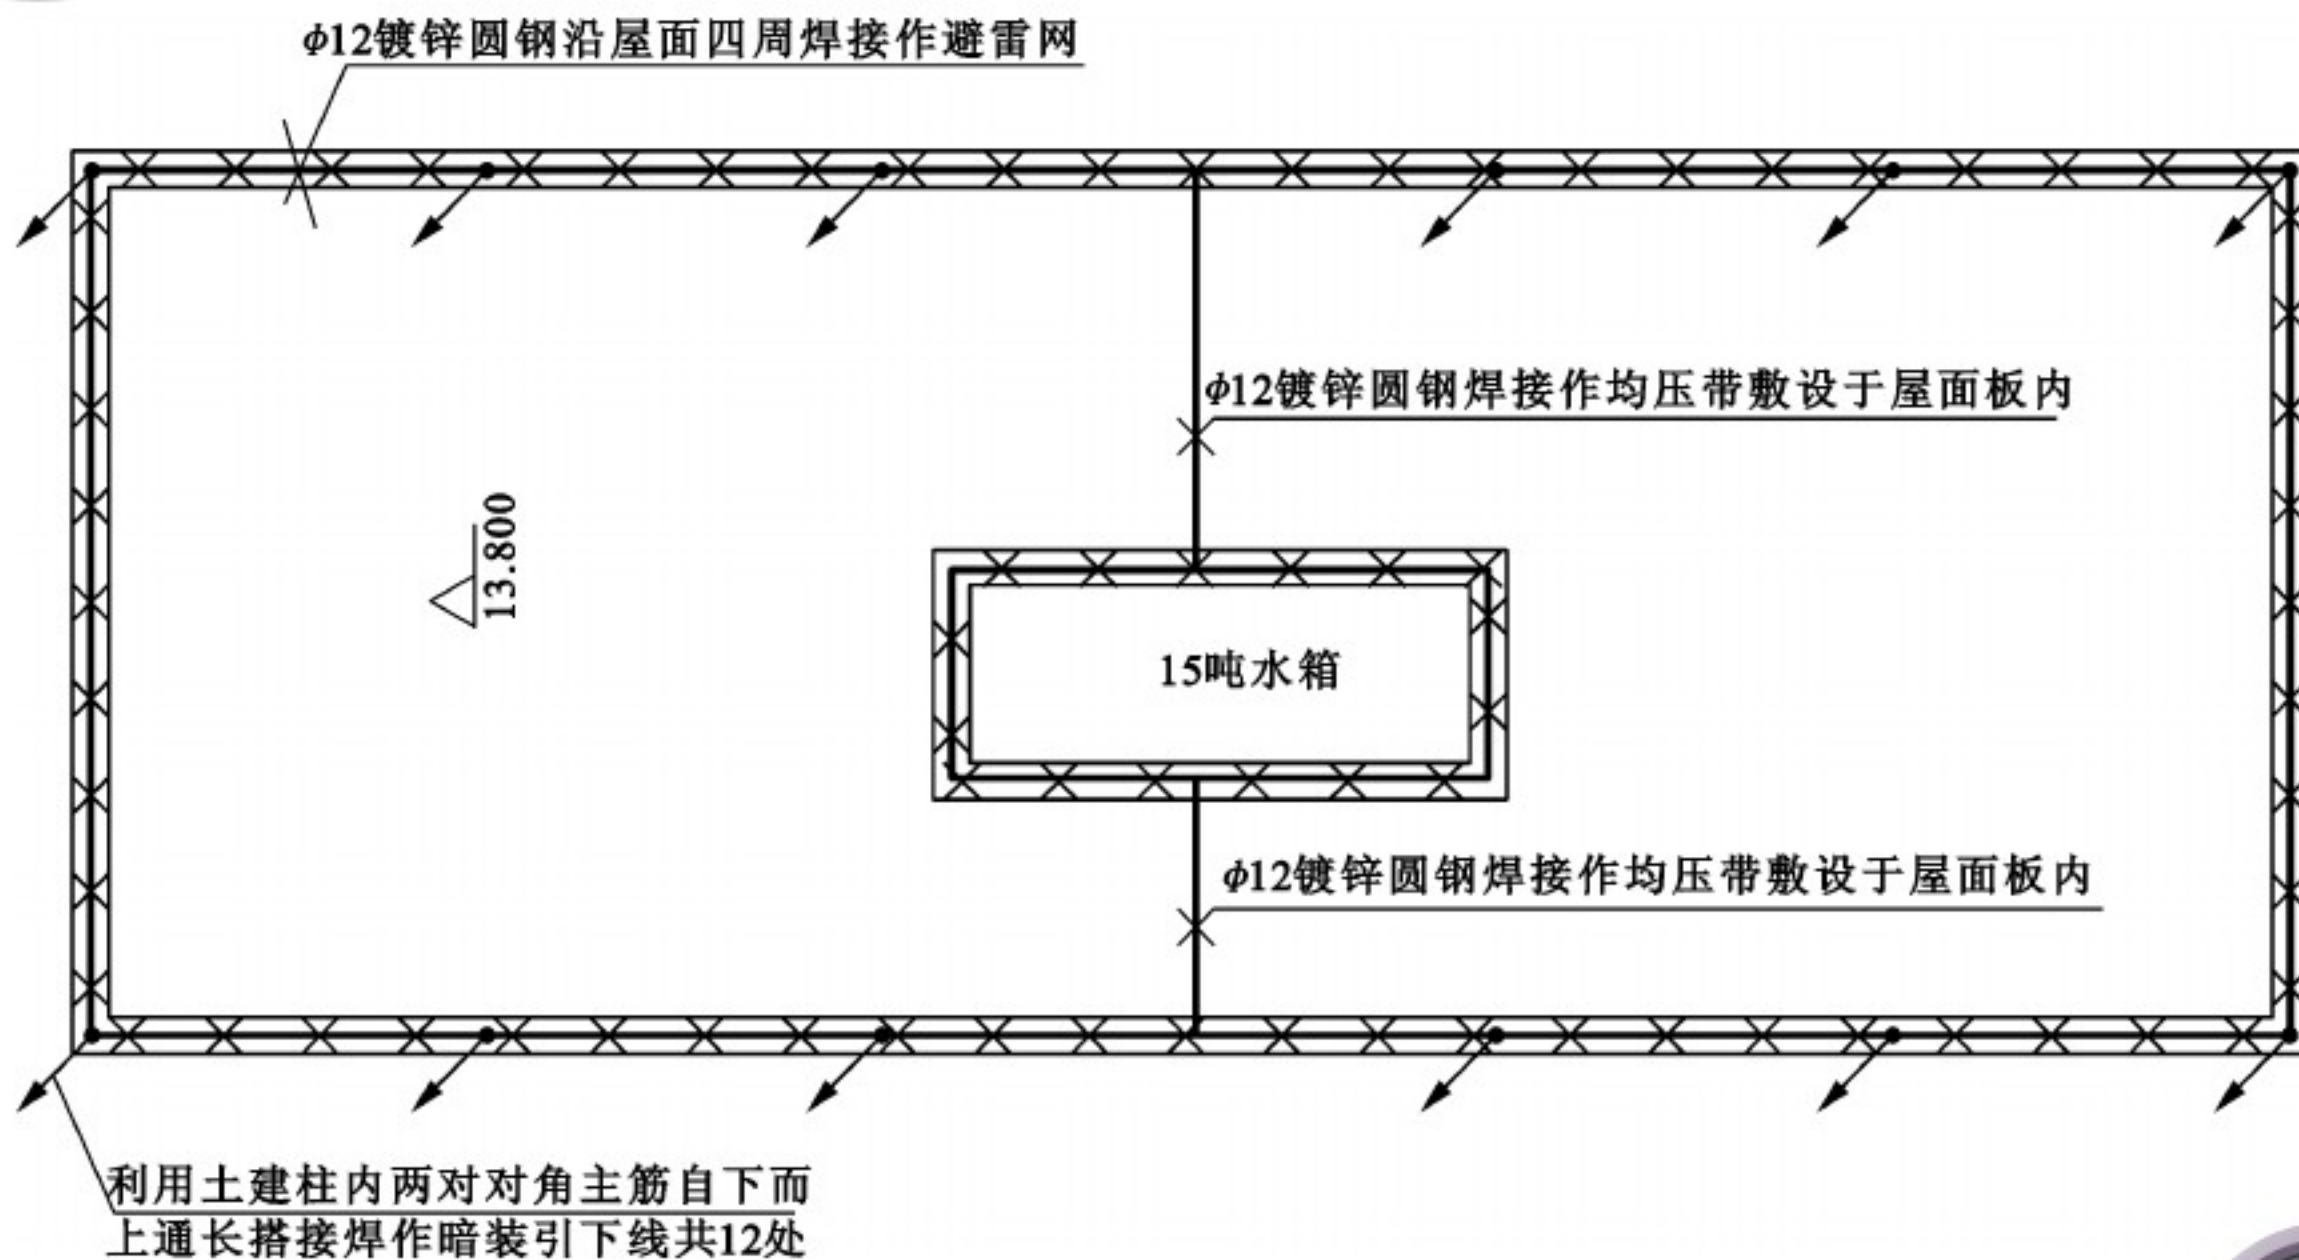 ф12镀锌圆钢沿屋面四周焊接作避雷网
ф12镀锌圆钢焊接作均压带敷设于屋面板内
13.800
15吨水箱
ф12镀锌圆钢焊接作均压带敷设于屋面板内
利用土建柱内两对对角主筋自下而
上通长搭接焊作暗装引下线共12处